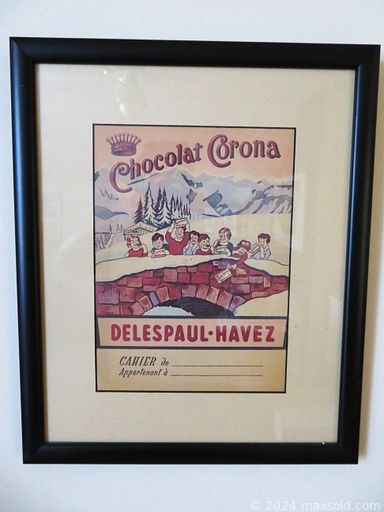 Chocolat Corona
DELESPAUL-HAVEZ
CAHIER de
Appartenant à
© 2024 maxsold.com